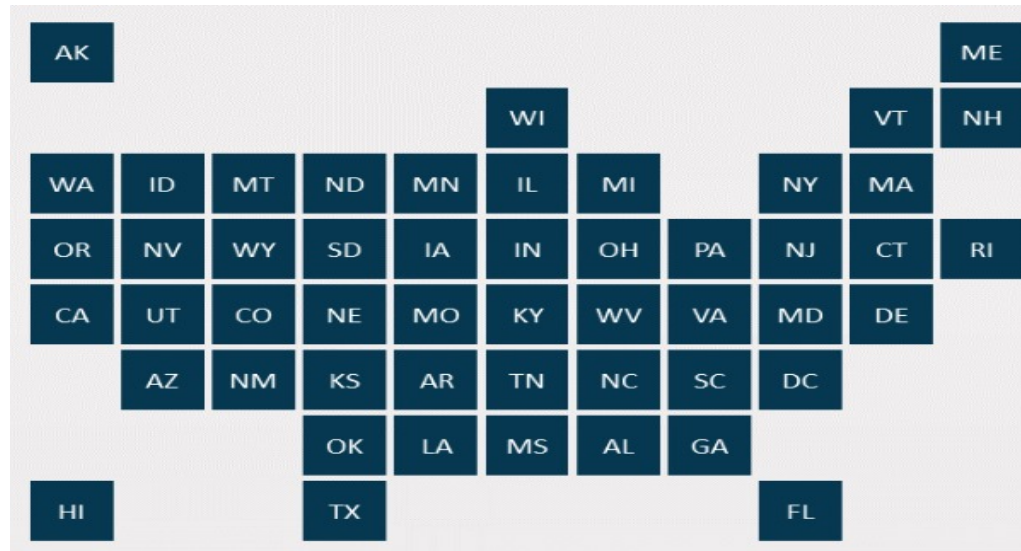 AK ME
WI VT NH
WA ID MT ND MN IL MI NY MA
OR NV WY SD IA IN OH PA NJ CT RI
CA UT CO NE MO KY WV VA MD DE
AZ NM KS AR TN NC SC DC
OK LA MS AL GA
HI TX FL